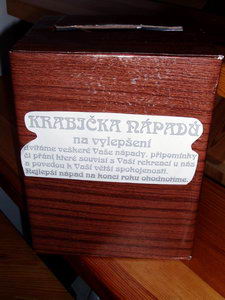 KRABIČKA NÁPADŮ
na vylepšení
Uvítáme veškeré Vaše nápady, připomínky
či přání které souvisí s Vaší rekreací u nás
a povedou k Vaší větší spokojenosti.
Nejlepší nápad na konci roku ohodnotíme.